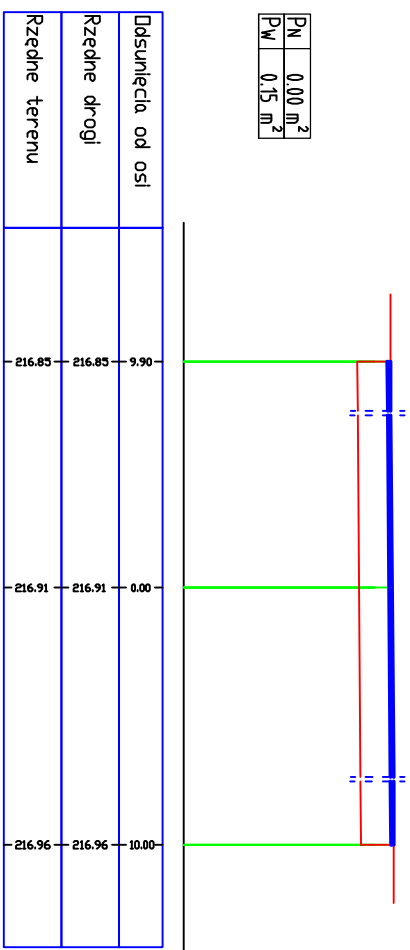 PN 0.00 m²
PW 0.15 m²
Odsunięcia od osi 9.90 0.00 10.00
Rzędne drogi 216.85 216.91 216.96
Rzędne terenu 216.85 216.91 216.96